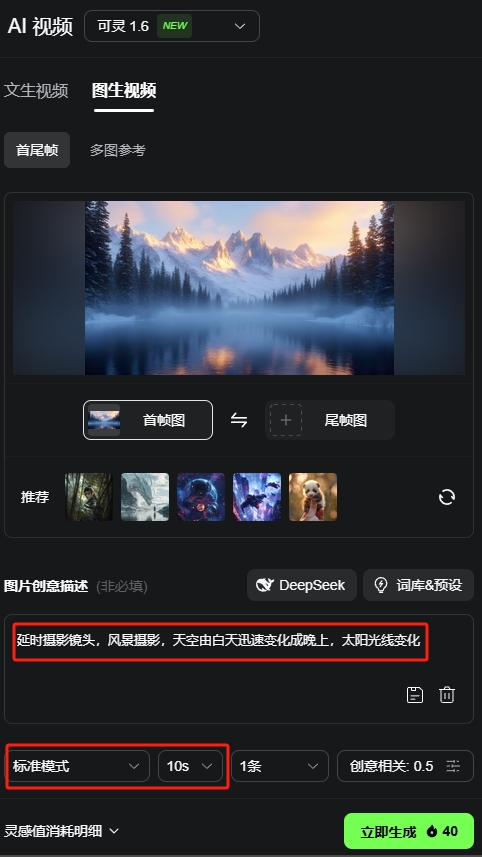 AI 视频 可灵 1.6 NEW
文生视频 图生视频
首尾帧 多图参考
首帧图 尾帧图
推荐
图片创意描述 (非必填) DeepSeek 词库&预设
延时摄影镜头，风景摄影，天空由白天迅速变化成晚上，太阳光线变化
标准模式 10s 1条 创意相关: 0.5
灵感值消耗明细 立即生成 40